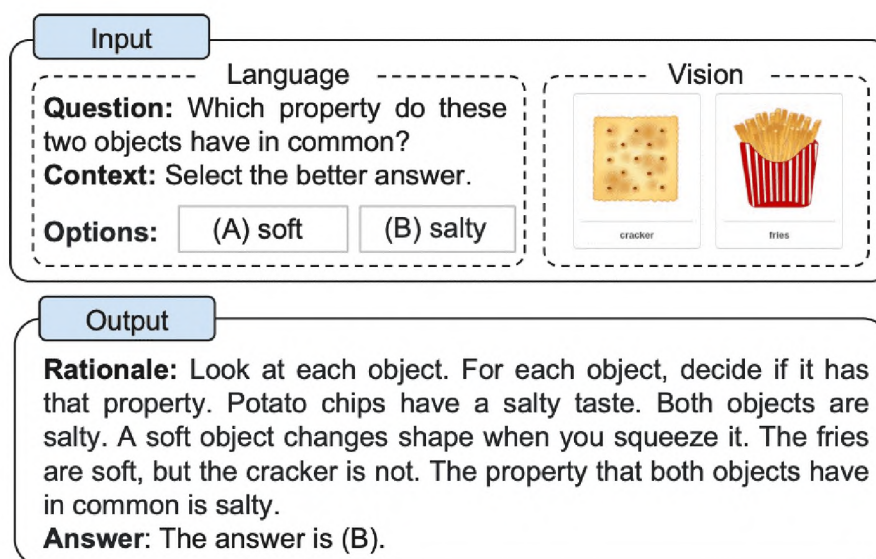 Input
Language
Question: Which property do these
two objects have in common?
Context: Select the better answer.
Options: (A) soft (B) salty
Vision
cracker
fries
Output
Rationale: Look at each object. For each object, decide if it has
that property. Potato chips have a salty taste. Both objects are
salty. A soft object changes shape when you squeeze it. The fries
are soft, but the cracker is not. The property that both objects have
in common is salty.
Answer: The answer is (B).